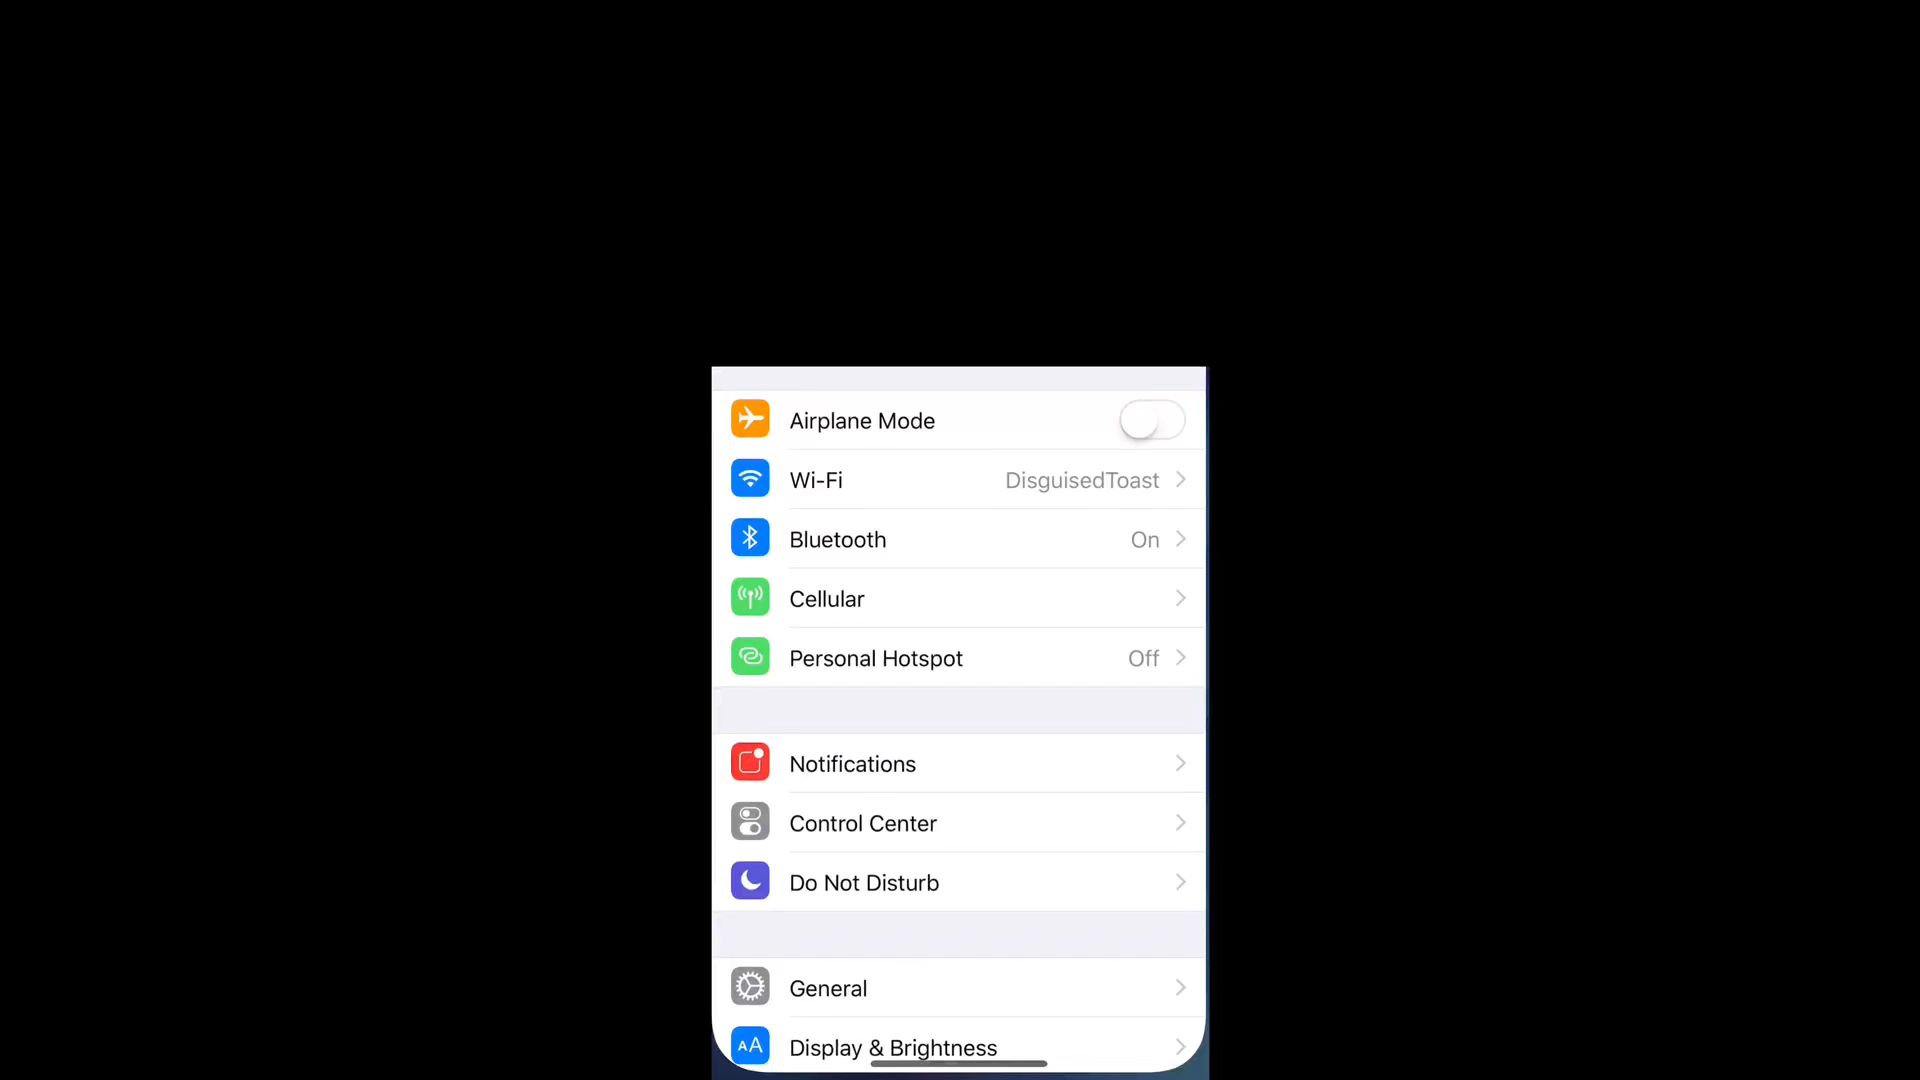 Airplane Mode
Wi-Fi DisguisedToast
Bluetooth On
Cellular
Personal Hotspot Off
Notifications
Control Center
Do Not Disturb
General
AA Display & Brightness